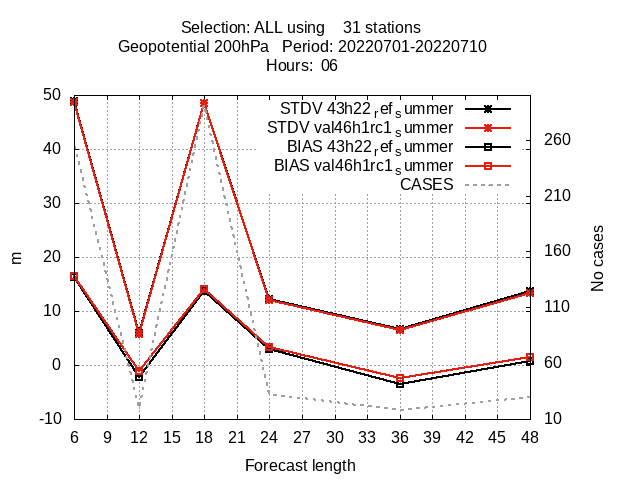 Selection: ALL using    31 stations
Geopotential 200hPa   Period: 20220701-20220710
Hours:  06
STDV 43h22_ref_summer
STDV val46h1rc1_summer
BIAS 43h22_ref_summer
BIAS val46h1rc1_summer
CASES
50
40
30
20
10
0
-10
m
260
210
160
110
60
10
No cases
6 9 12 15 18 21 24 27 30 33 36 39 42 45 48
Forecast length